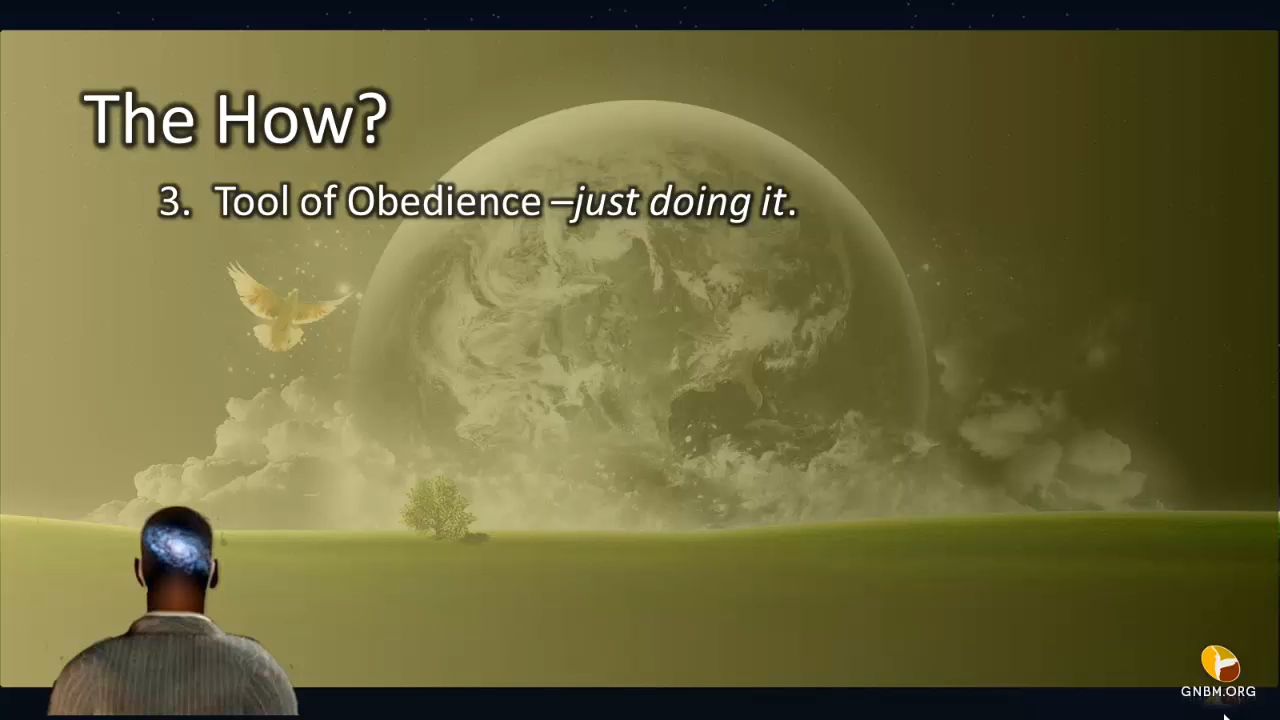 The How?
3. Tool of Obedience –just doing it.
GNBM.ORG